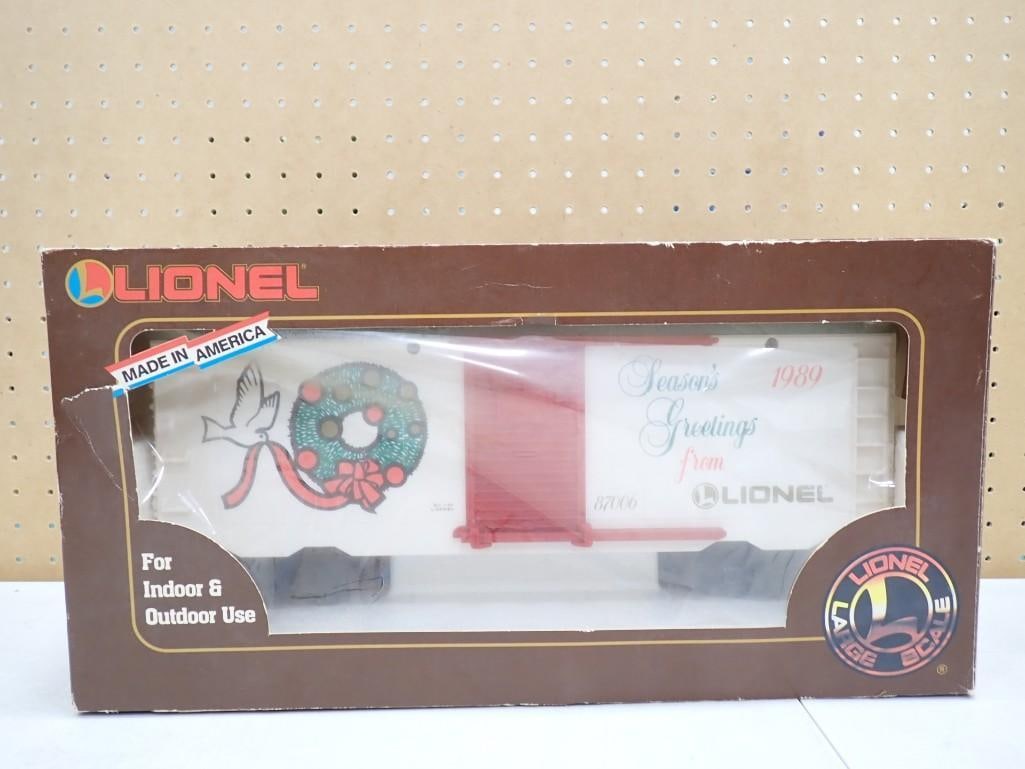 LIONEL
MADE IN AMERICA
Season's
1989
Greetings
from
LIONEL
87006
For
Indoor &
Outdoor Use
LIONEL
LARGE SCALE
®